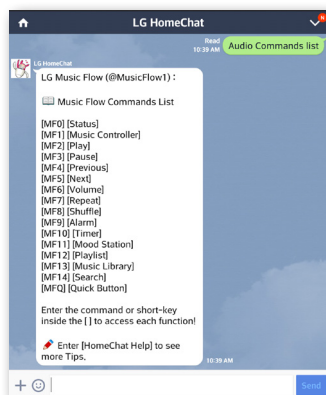 LG HomeChat
N
Read
10:39 AM
Audio Commands list
LG HomeChat
LG Music Flow (@MusicFlow1) :
Music Flow Commands List
[MF0] [Status]
[MF1] [Music Controller]
[MF2] [Play]
[MF3] [Pause]
[MF4] [Previous]
[MF5] [Next]
[MF6] [Volume]
[MF7] [Repeat]
[MF8] [Shuffle]
[MF9] [Alarm]
[MF10] [Timer]
[MF11] [Mood Station]
[MF12] [Playlist]
[MF13] [Music Library]
[MF14] [Search]
[MFQ] [Quick Button]
Enter the command or short-key
inside the [ ] to access each function!
Enter [HomeChat Help] to see
more Tips.
10:39 AM
Send